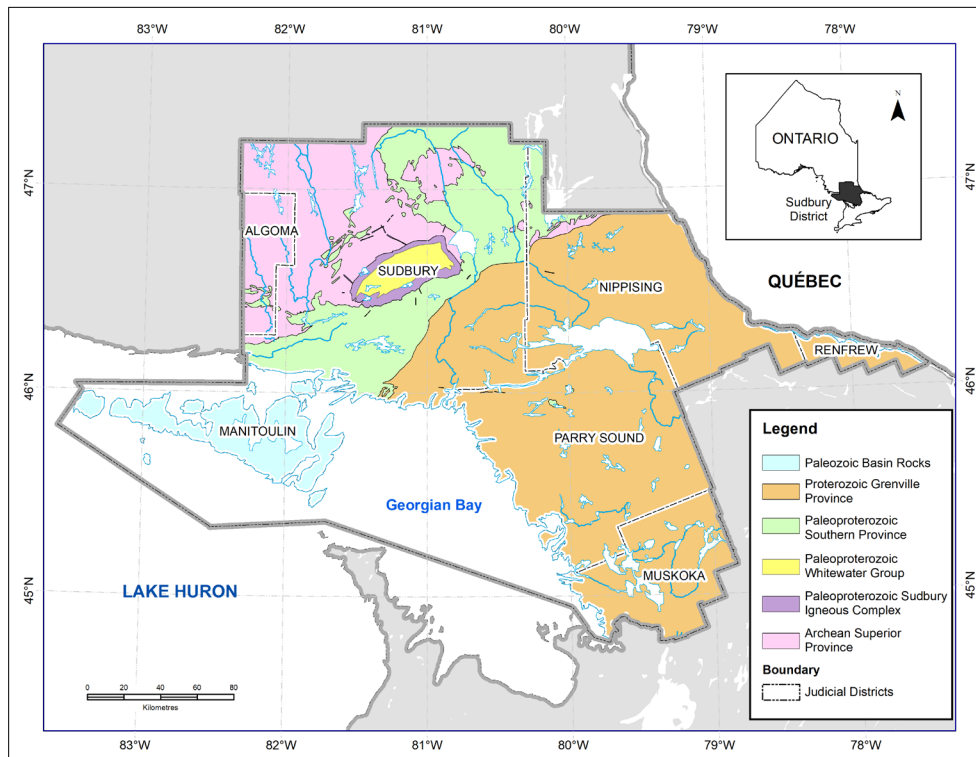 83°W 82°W 81°W 80°W 79°W 78°W
47°N
46°N
45°N
47°N
46°N
45°N
N
ONTARIO
Sudbury
District
ALGOMA
SUDBURY
NIPPISING
QUÉBEC
RENFREW
MANITOULIN
PARRY SOUND
Georgian Bay
MUSKOKA
LAKE HURON
Legend
Paleozoic Basin Rocks
Proterozoic Grenville
Province
Paleoproterozoic
Southern Province
Paleoproterozoic
Whitewater Group
Paleoproterozoic Sudbury
Igneous Complex
Archean Superior
Province
Boundary
Judicial Districts
0 20 40 60 80
Kilometres
83°W 82°W 81°W 80°W 79°W 78°W